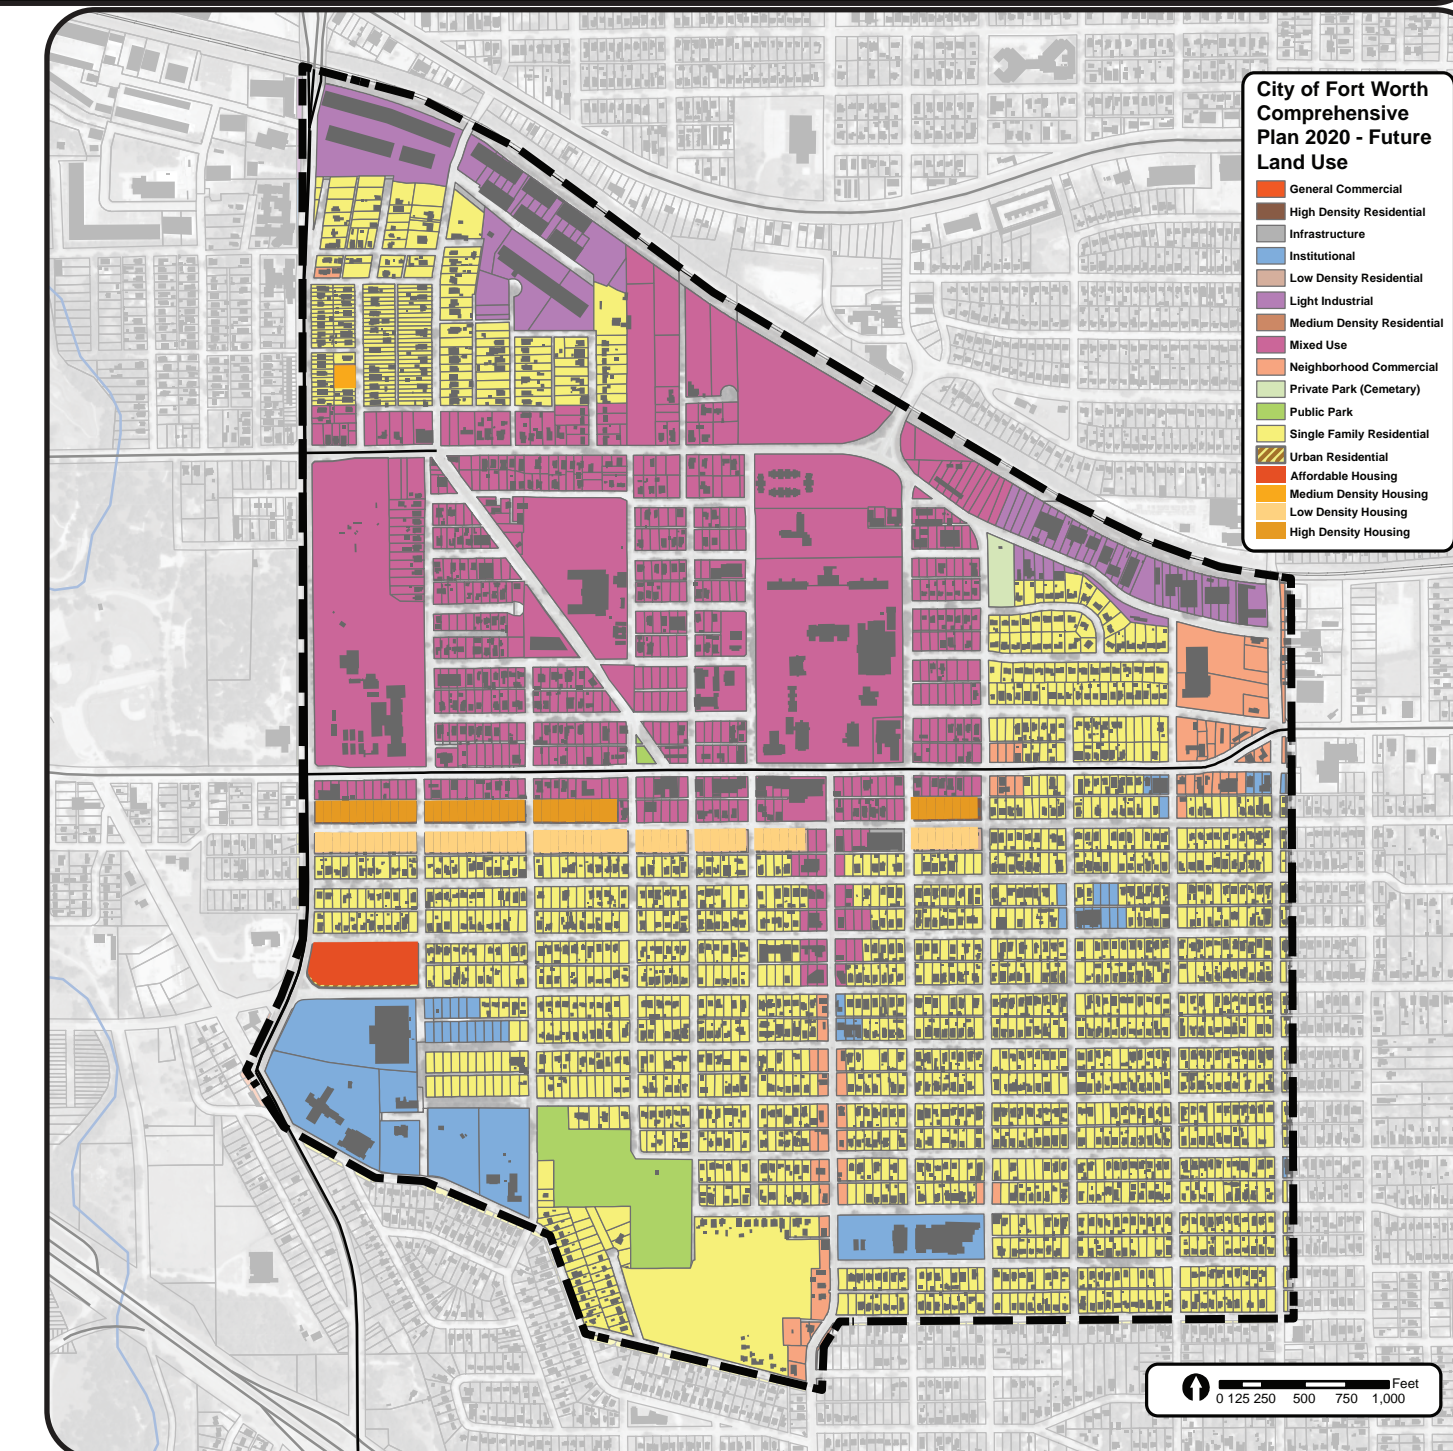 City of Fort Worth
Comprehensive
Plan 2020 - Future
Land Use
General Commercial
High Density Residential
Infrastructure
Institutional
Low Density Residential
Light Industrial
Medium Density Residential
Mixed Use
Neighborhood Commercial
Private Park (Cemetary)
Public Park
Single Family Residential
Urban Residential
Affordable Housing
Medium Density Housing
Low Density Housing
High Density Housing
Feet
0 125 250 500 750 1,000